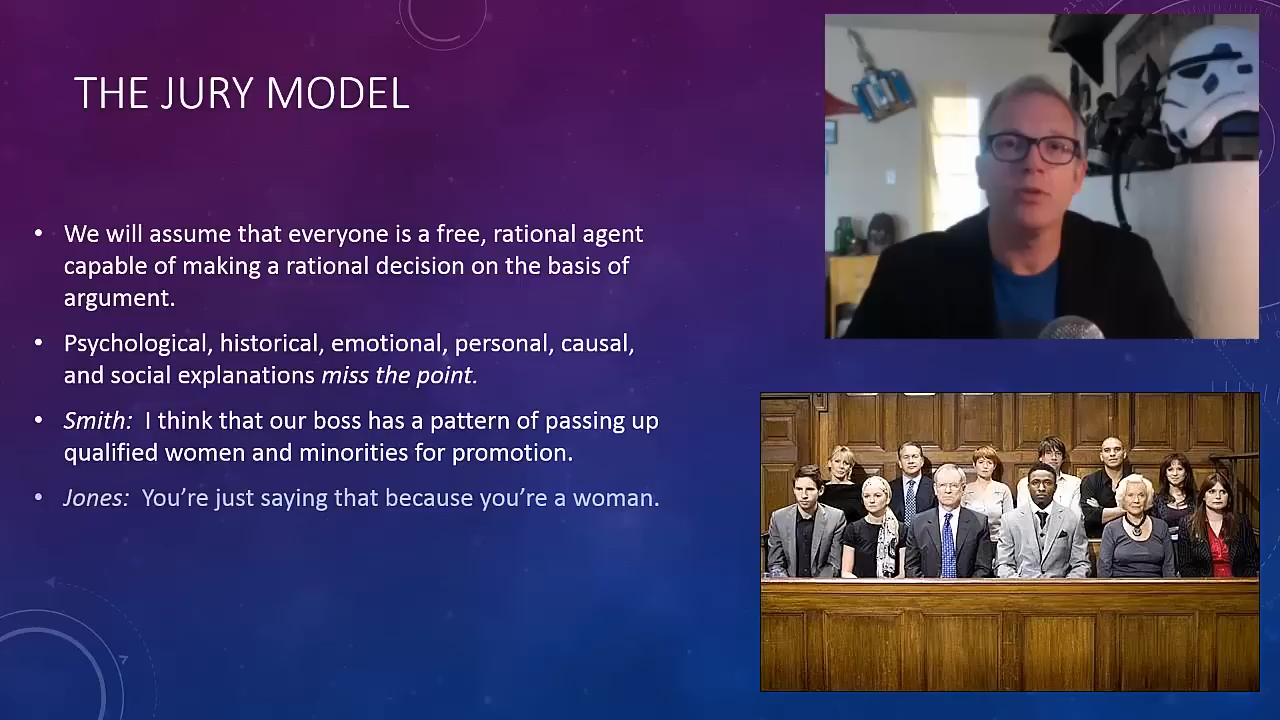 THE JURY MODEL
• We will assume that everyone is a free, rational agent
capable of making a rational decision on the basis of
argument.
• Psychological, historical, emotional, personal, causal,
and social explanations miss the point.
• Smith:  I think that our boss has a pattern of passing up
qualified women and minorities for promotion.
• Jones:  You’re just saying that because you’re a woman.